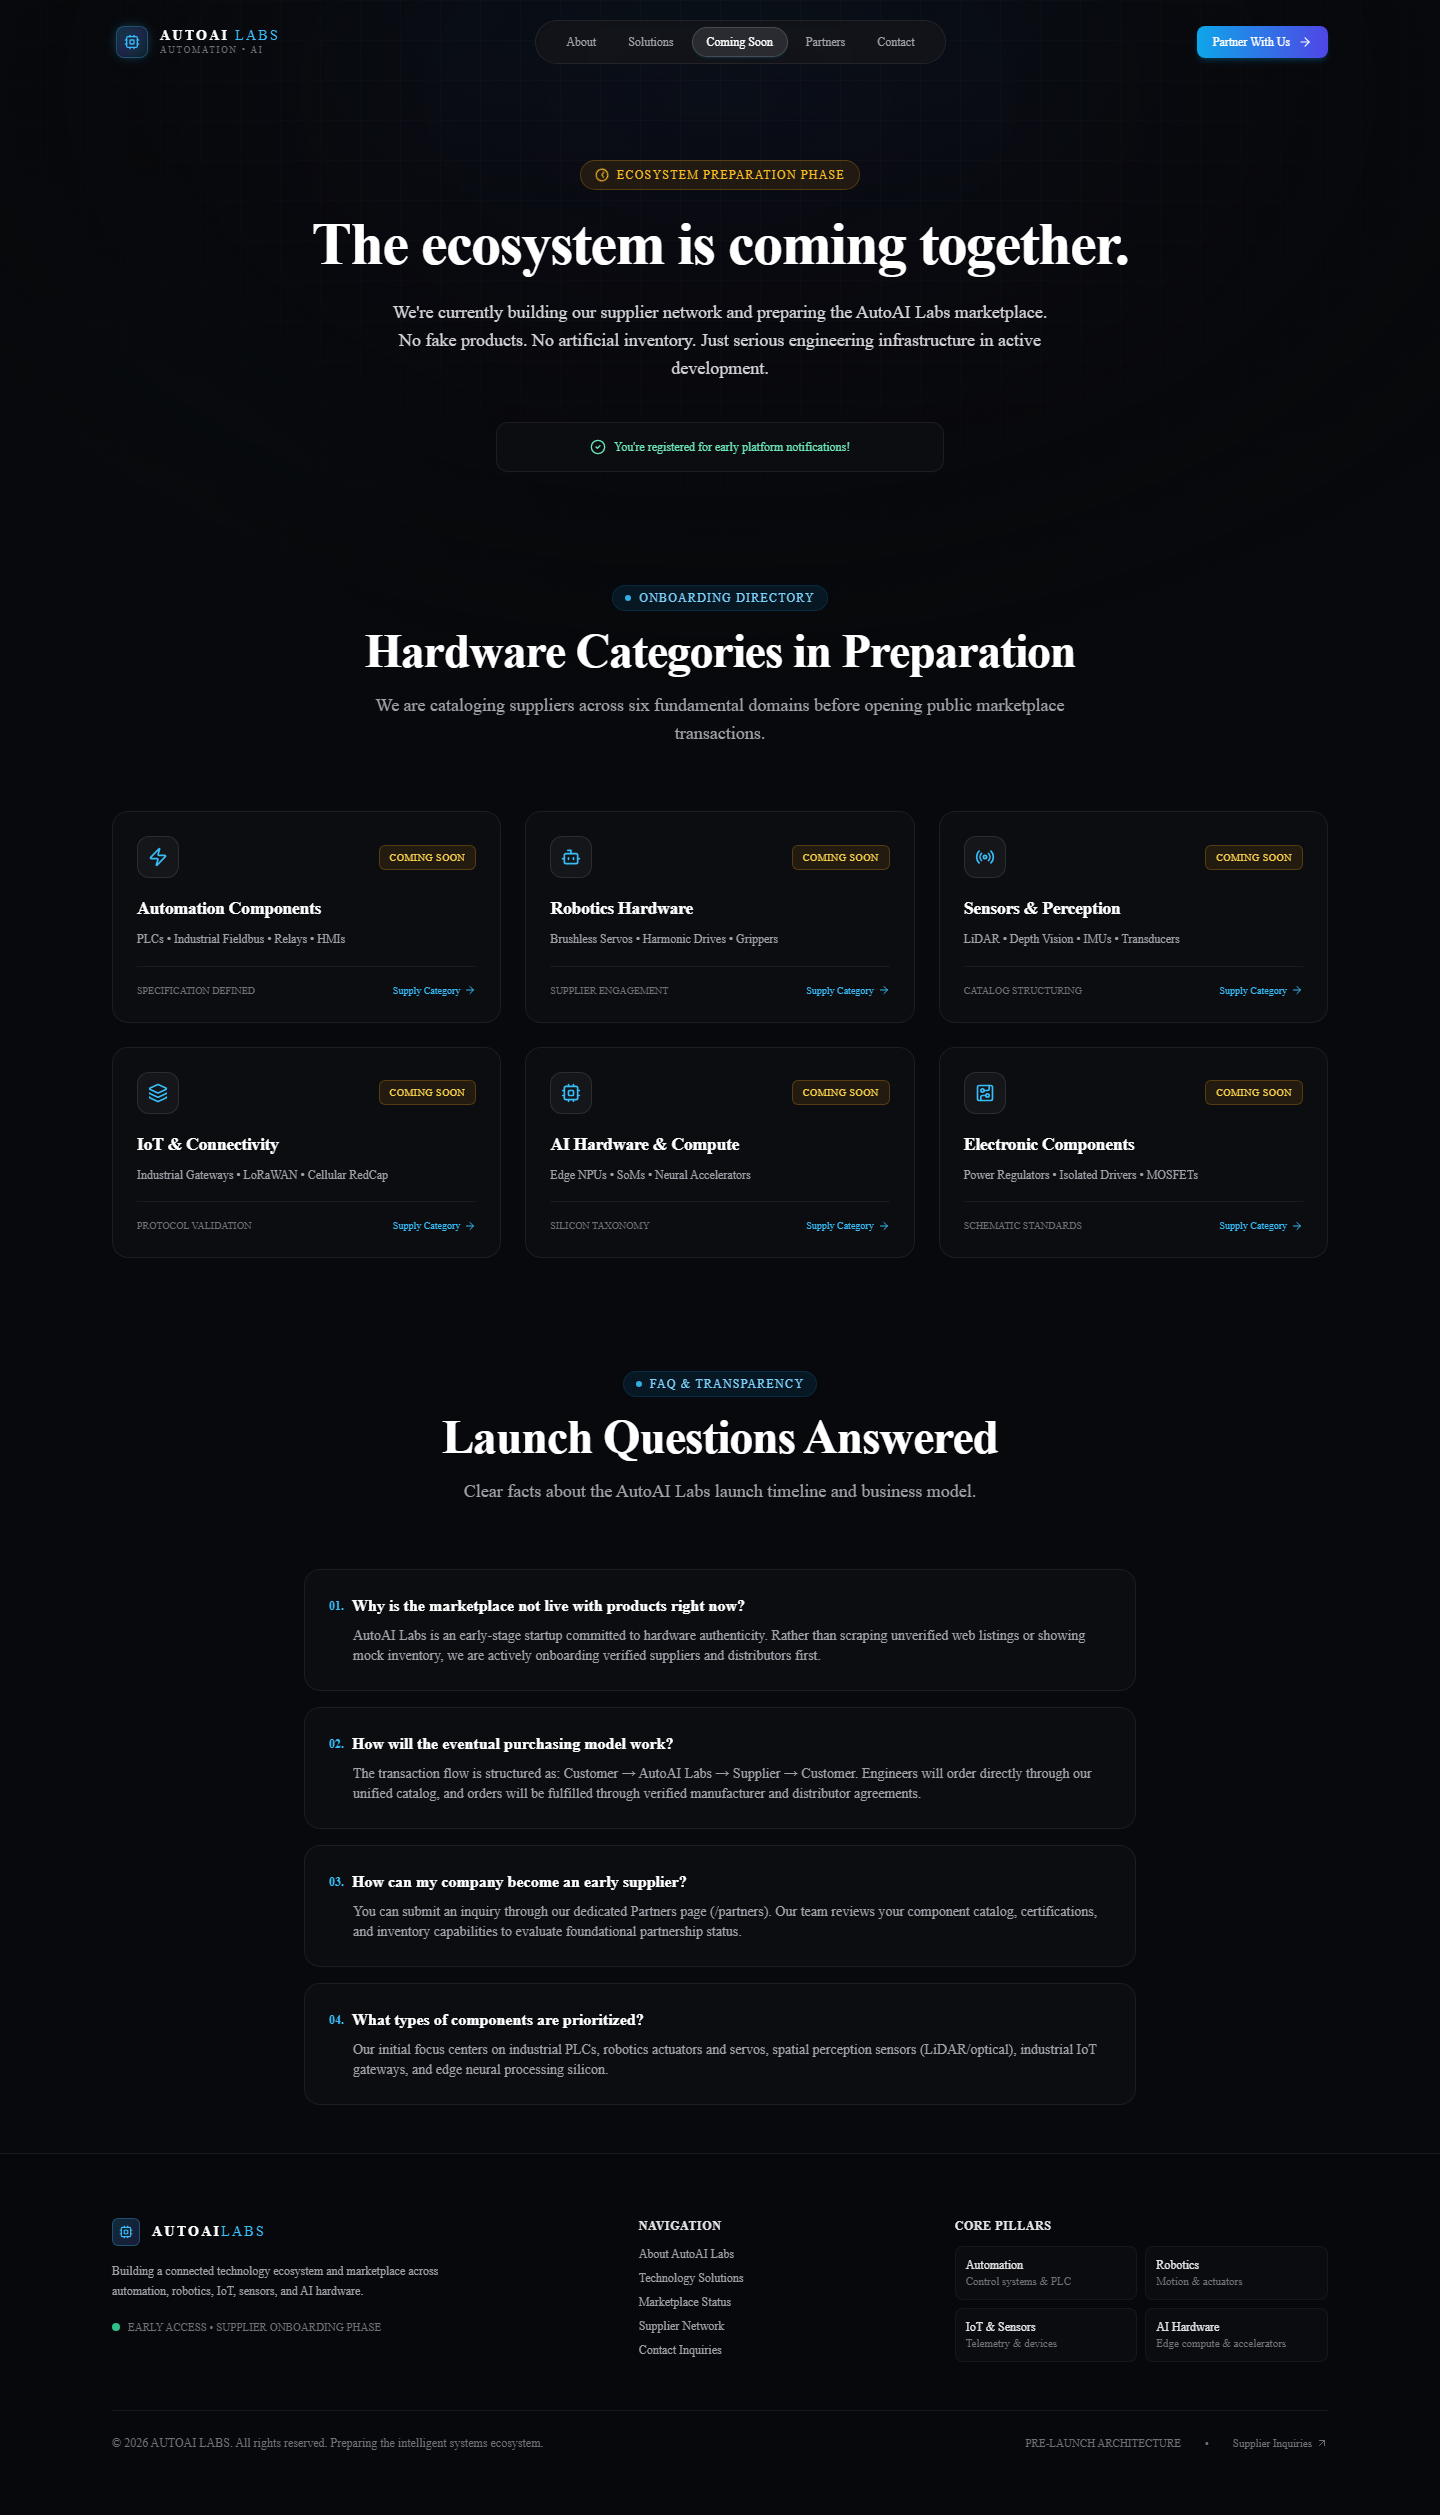 AUTOAI LABS
AUTOMATION • AI
About
Solutions
Coming Soon
Partners
Contact
Partner With Us
ECOSYSTEM PREPARATION PHASE
The ecosystem is coming together.
We're currently building our supplier network and preparing the AutoAI Labs marketplace.
No fake products. No artificial inventory. Just serious engineering infrastructure in active
development.
You're registered for early platform notifications!
ONBOARDING DIRECTORY
Hardware Categories in Preparation
We are cataloging suppliers across six fundamental domains before opening public marketplace
transactions.
COMING SOON
Automation Components
PLCs • Industrial Fieldbus • Relays • HMIs
SPECIFICATION DEFINED
Supply Category →
COMING SOON
Robotics Hardware
Brushless Servos • Harmonic Drives • Grippers
SUPPLIER ENGAGEMENT
Supply Category →
COMING SOON
Sensors & Perception
LiDAR • Depth Vision • IMUs • Transducers
CATALOG STRUCTURING
Supply Category →
COMING SOON
IoT & Connectivity
Industrial Gateways • LoRaWAN • Cellular RedCap
PROTOCOL VALIDATION
Supply Category →
COMING SOON
AI Hardware & Compute
Edge NPUs • SoMs • Neural Accelerators
SILICON TAXONOMY
Supply Category →
COMING SOON
Electronic Components
Power Regulators • Isolated Drivers • MOSFETs
SCHEMATIC STANDARDS
Supply Category →
FAQ & TRANSPARENCY
Launch Questions Answered
Clear facts about the AutoAI Labs launch timeline and business model.
01. Why is the marketplace not live with products right now?
AutoAI Labs is an early-stage startup committed to hardware authenticity. Rather than scraping unverified web listings or showing
mock inventory, we are actively onboarding verified suppliers and distributors first.
02. How will the eventual purchasing model work?
The transaction flow is structured as: Customer → AutoAI Labs → Supplier → Customer. Engineers will order directly through our
unified catalog, and orders will be fulfilled through verified manufacturer and distributor agreements.
03. How can my company become an early supplier?
You can submit an inquiry through our dedicated Partners page (/partners). Our team reviews your component catalog, certifications,
and inventory capabilities to evaluate foundational partnership status.
04. What types of components are prioritized?
Our initial focus centers on industrial PLCs, robotics actuators and servos, spatial perception sensors (LiDAR/optical), industrial IoT
gateways, and edge neural processing silicon.
AUTOAILABS
Building a connected technology ecosystem and marketplace across
automation, robotics, IoT, sensors, and AI hardware.
EARLY ACCESS • SUPPLIER ONBOARDING PHASE
NAVIGATION
About AutoAI Labs
Technology Solutions
Marketplace Status
Supplier Network
Contact Inquiries
CORE PILLARS
Automation
Control systems & PLC
Robotics
Motion & actuators
IoT & Sensors
Telemetry & devices
AI Hardware
Edge compute & accelerators
© 2026 AUTOAI LABS. All rights reserved. Preparing the intelligent systems ecosystem.
PRE-LAUNCH ARCHITECTURE • Supplier Inquiries